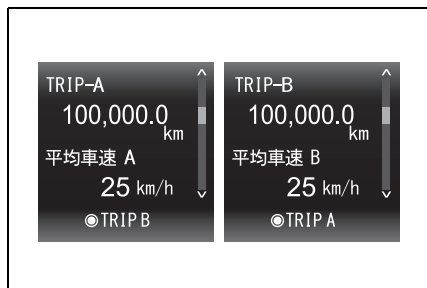 TRIP-A
100,000.0
km
平均車速 A
25 km/h
◉TRIP B
TRIP-B
100,000.0
km
平均車速 B
25 km/h
◉TRIP A